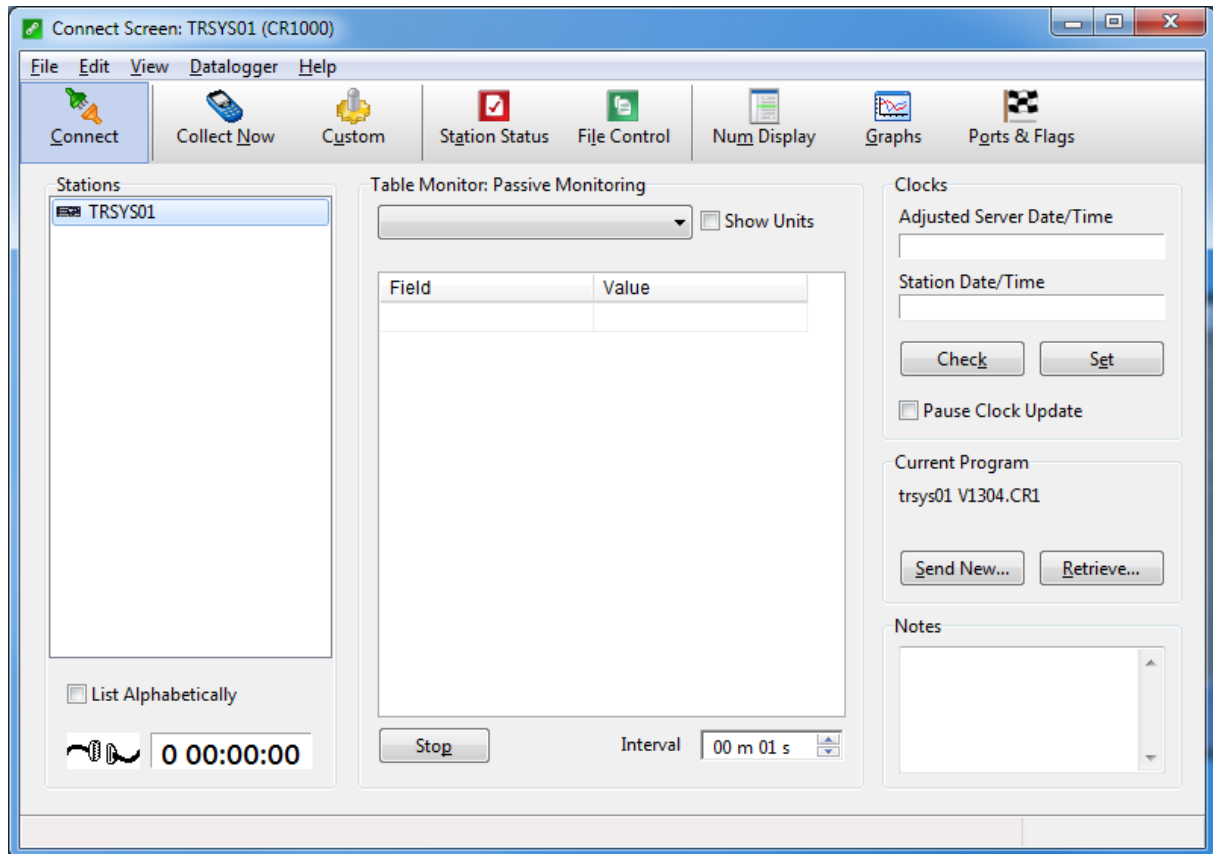 Connect Screen: TRSYS01 (CR1000)
File Edit View Datalogger Help
Connect Collect Now Custom Station Status File Control Num Display Graphs Ports & Flags
Stations
TRSYS01
List Alphabetically
0 00:00:00
Table Monitor: Passive Monitoring
Show Units
Field Value
Stop Interval 00 m 01 s
Clocks
Adjusted Server Date/Time
Station Date/Time
Check Set
Pause Clock Update
Current Program
trsys01 V1304.CR1
Send New... Retrieve...
Notes